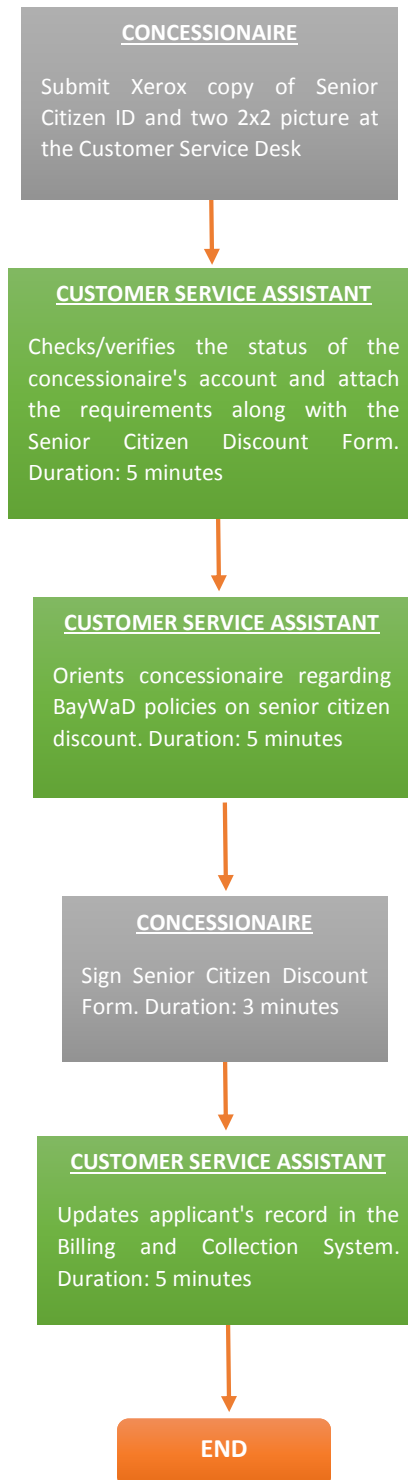 CONCESSIONAIRE
Submit Xerox copy of Senior
Citizen ID and two 2x2 picture at
the Customer Service Desk
CUSTOMER SERVICE ASSISTANT
Checks/verifies the status of the
concessionaire's account and attach
the requirements along with the
Senior Citizen Discount Form.
Duration: 5 minutes
CUSTOMER SERVICE ASSISTANT
Orients concessionaire regarding
BayWaD policies on senior citizen
discount. Duration: 5 minutes
CONCESSIONAIRE
Sign Senior Citizen Discount
Form. Duration: 3 minutes
CUSTOMER SERVICE ASSISTANT
Updates applicant's record in the
Billing and Collection System.
Duration: 5 minutes
END